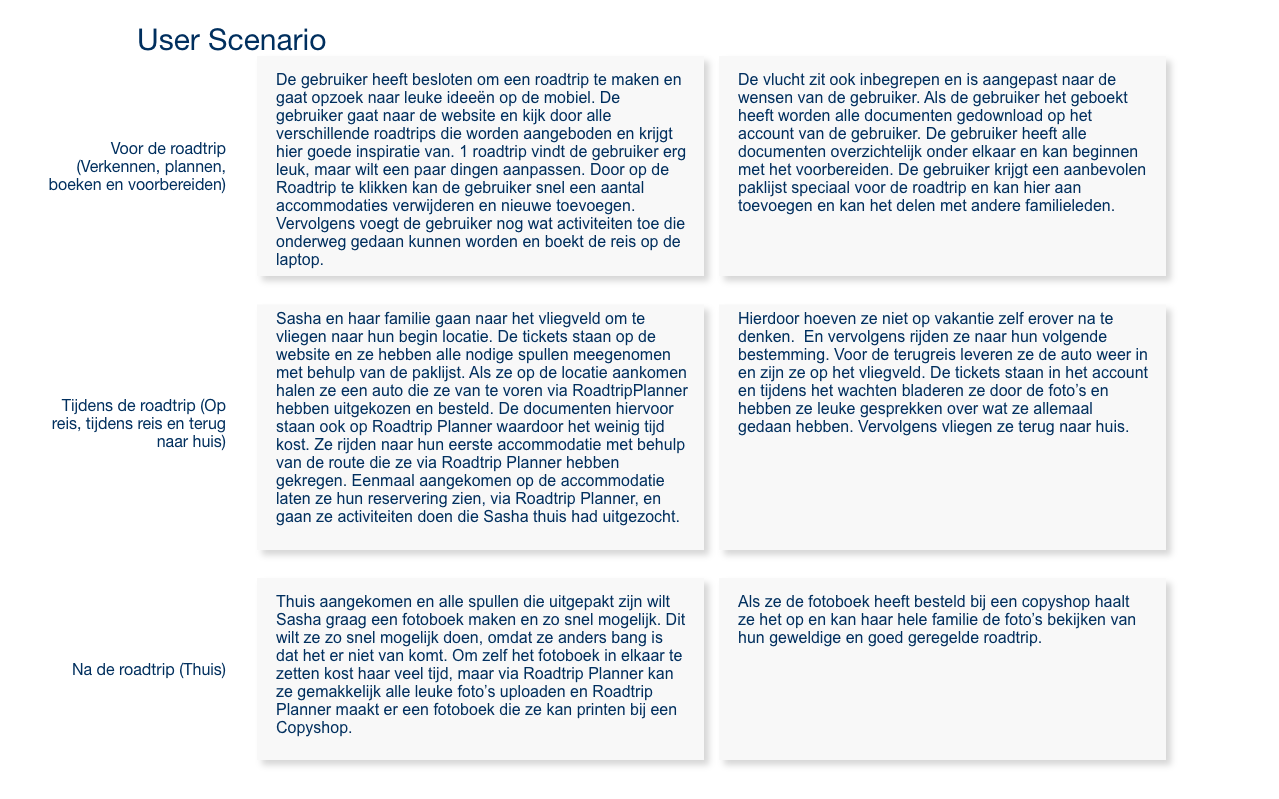 User Scenario
Voor de roadtrip
(Verkennen, plannen,
boeken en voorbereiden)
De gebruiker heeft besloten om een roadtrip te maken en
gaat opzoek naar leuke ideeën op de mobiel. De
gebruiker gaat naar de website en kijk door alle
verschillende roadtrips die worden aangeboden en krijgt
hier goede inspiratie van. 1 roadtrip vindt de gebruiker erg
leuk, maar wilt een paar dingen aanpassen. Door op de
Roadtrip te klikken kan de gebruiker snel een aantal
accommodaties verwijderen en nieuwe toevoegen.
Vervolgens voegt de gebruiker nog wat activiteiten toe die
onderweg gedaan kunnen worden en boekt de reis op de
laptop.
De vlucht zit ook inbegrepen en is aangepast naar de
wensen van de gebruiker. Als de gebruiker het geboekt
heeft worden alle documenten gedownload op het
account van de gebruiker. De gebruiker heeft alle
documenten overzichtelijk onder elkaar en kan beginnen
met het voorbereiden. De gebruiker krijgt een aanbevolen
paklijst speciaal voor de roadtrip en kan hier aan
toevoegen en kan het delen met andere familieleden.
Tijdens de roadtrip (Op
reis, tijdens reis en terug
naar huis)
Sasha en haar familie gaan naar het vliegveld om te
vliegen naar hun begin locatie. De tickets staan op de
website en ze hebben alle nodige spullen meegenomen
met behulp van de paklijst. Als ze op de locatie aankomen
halen ze een auto die ze van te voren via RoadtripPlanner
hebben uitgekozen en besteld. De documenten hiervoor
staan ook op Roadtrip Planner waardoor het weinig tijd
kost. Ze rijden naar hun eerste accommodatie met behulp
van de route die ze via Roadtrip Planner hebben
gekregen. Eenmaal aangekomen op de accommodatie
laten ze hun reservering zien, via Roadtrip Planner, en
gaan ze activiteiten doen die Sasha thuis had uitgezocht.
Hierdoor hoeven ze niet op vakantie zelf erover na te
denken.  En vervolgens rijden ze naar hun volgende
bestemming. Voor de terugreis leveren ze de auto weer in
en zijn ze op het vliegveld. De tickets staan in het account
en tijdens het wachten bladeren ze door de foto’s en
hebben ze leuke gesprekken over wat ze allemaal
gedaan hebben. Vervolgens vliegen ze terug naar huis.
Na de roadtrip (Thuis)
Thuis aangekomen en alle spullen die uitgepakt zijn wilt
Sasha graag een fotoboek maken en zo snel mogelijk. Dit
wilt ze zo snel mogelijk doen, omdat ze anders bang is
dat het er niet van komt. Om zelf het fotoboek in elkaar te
zetten kost haar veel tijd, maar via Roadtrip Planner kan
ze gemakkelijk alle leuke foto’s uploaden en Roadtrip
Planner maakt er een fotoboek die ze kan printen bij een
Copyshop.
Als ze de fotoboek heeft besteld bij een copyshop haalt
ze het op en kan haar hele familie de foto’s bekijken van
hun geweldige en goed geregelde roadtrip.